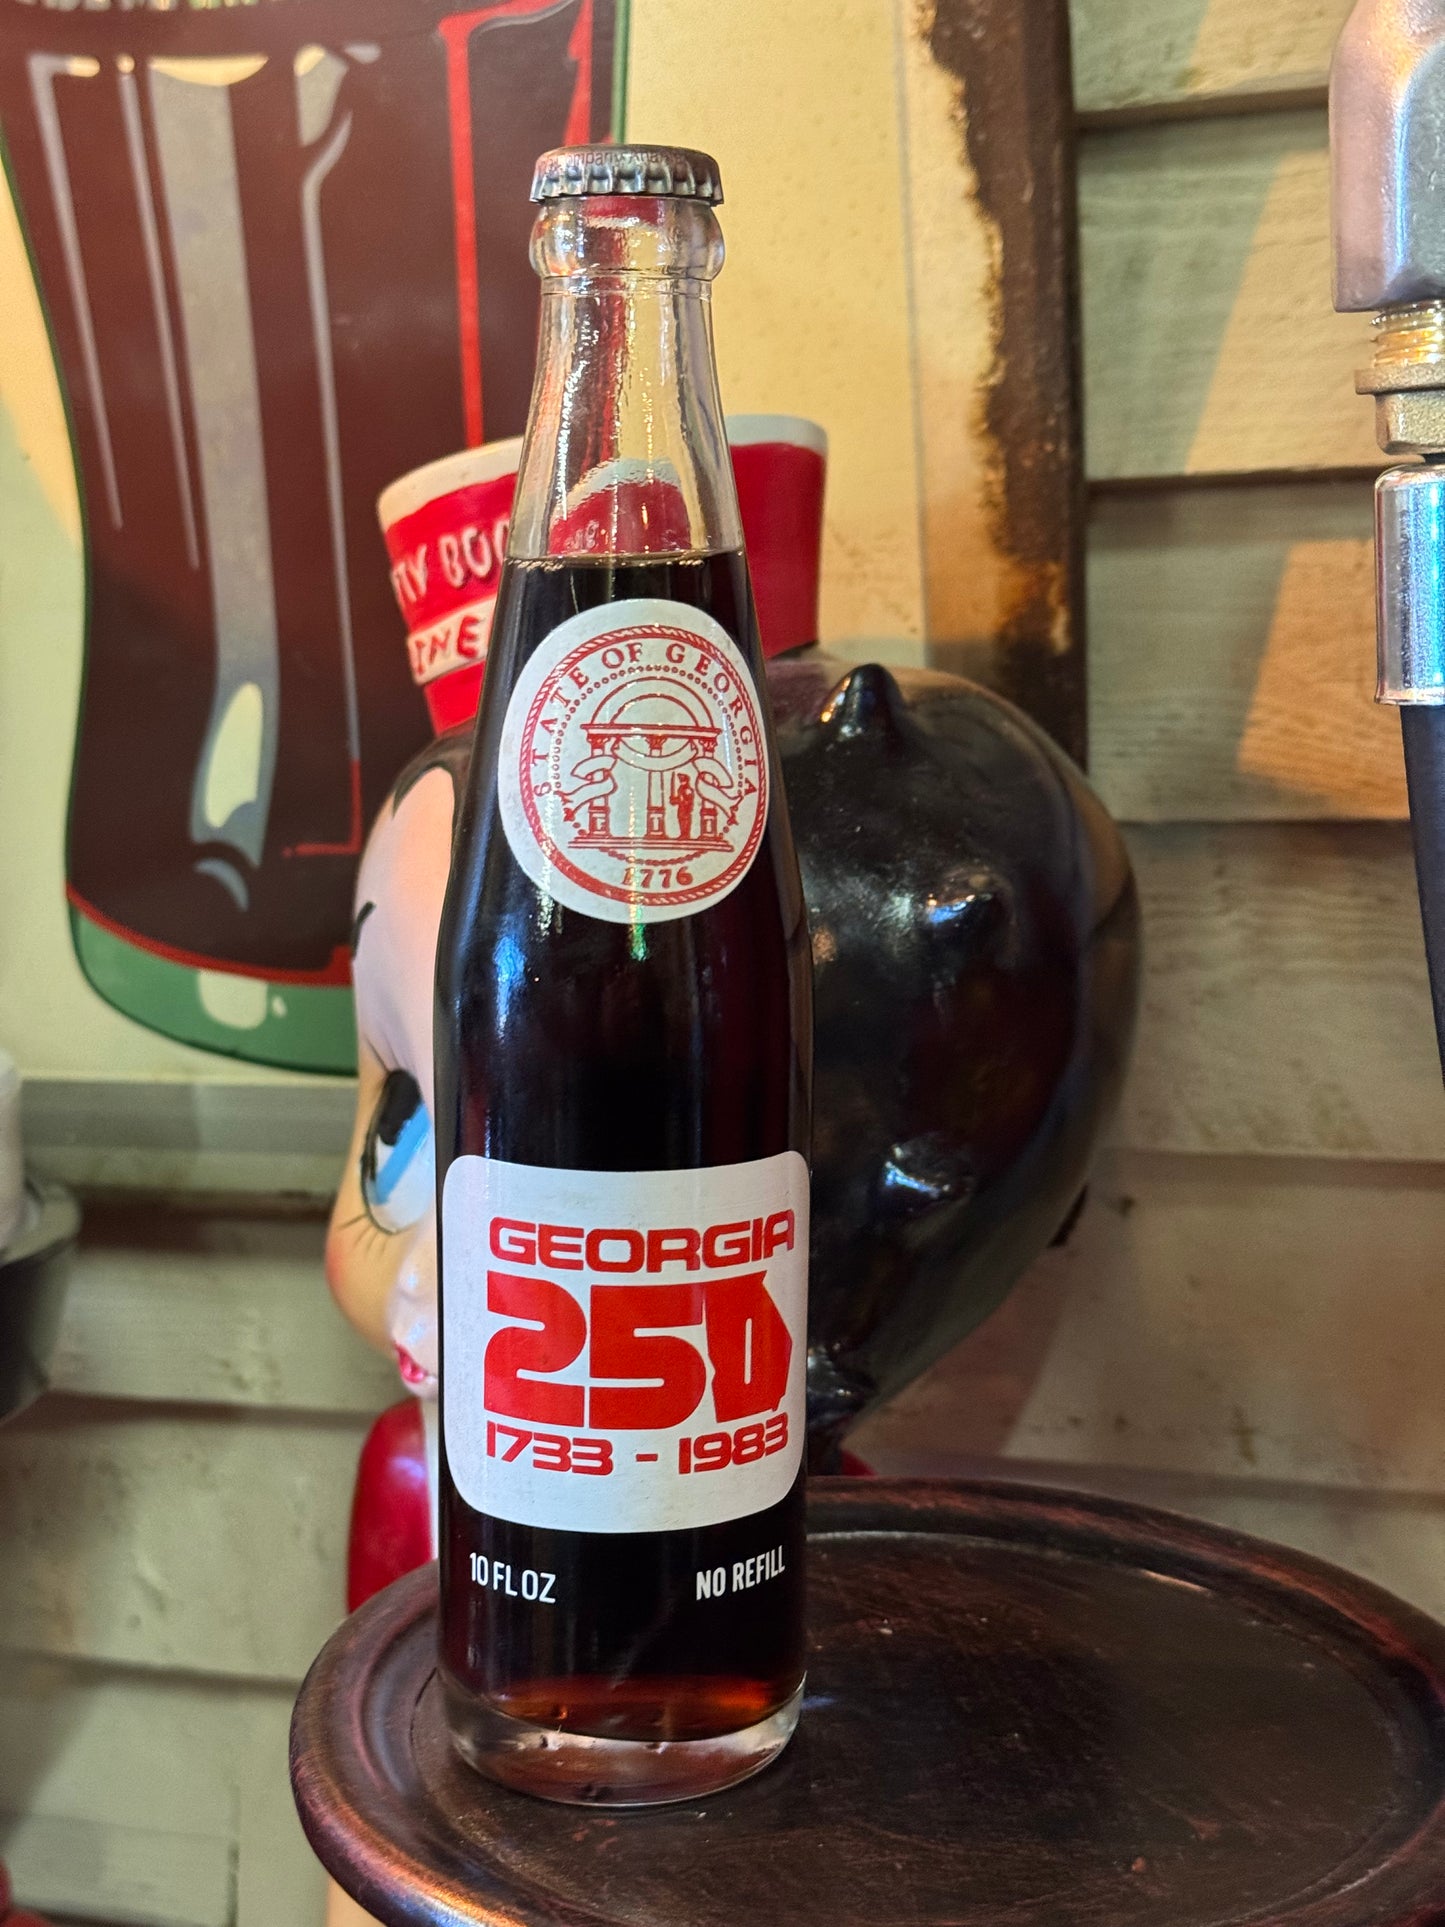 STATE OF GEORGIA
1776
GEORGIA
250
1733 - 1983
10 FL OZ
NO REFILL